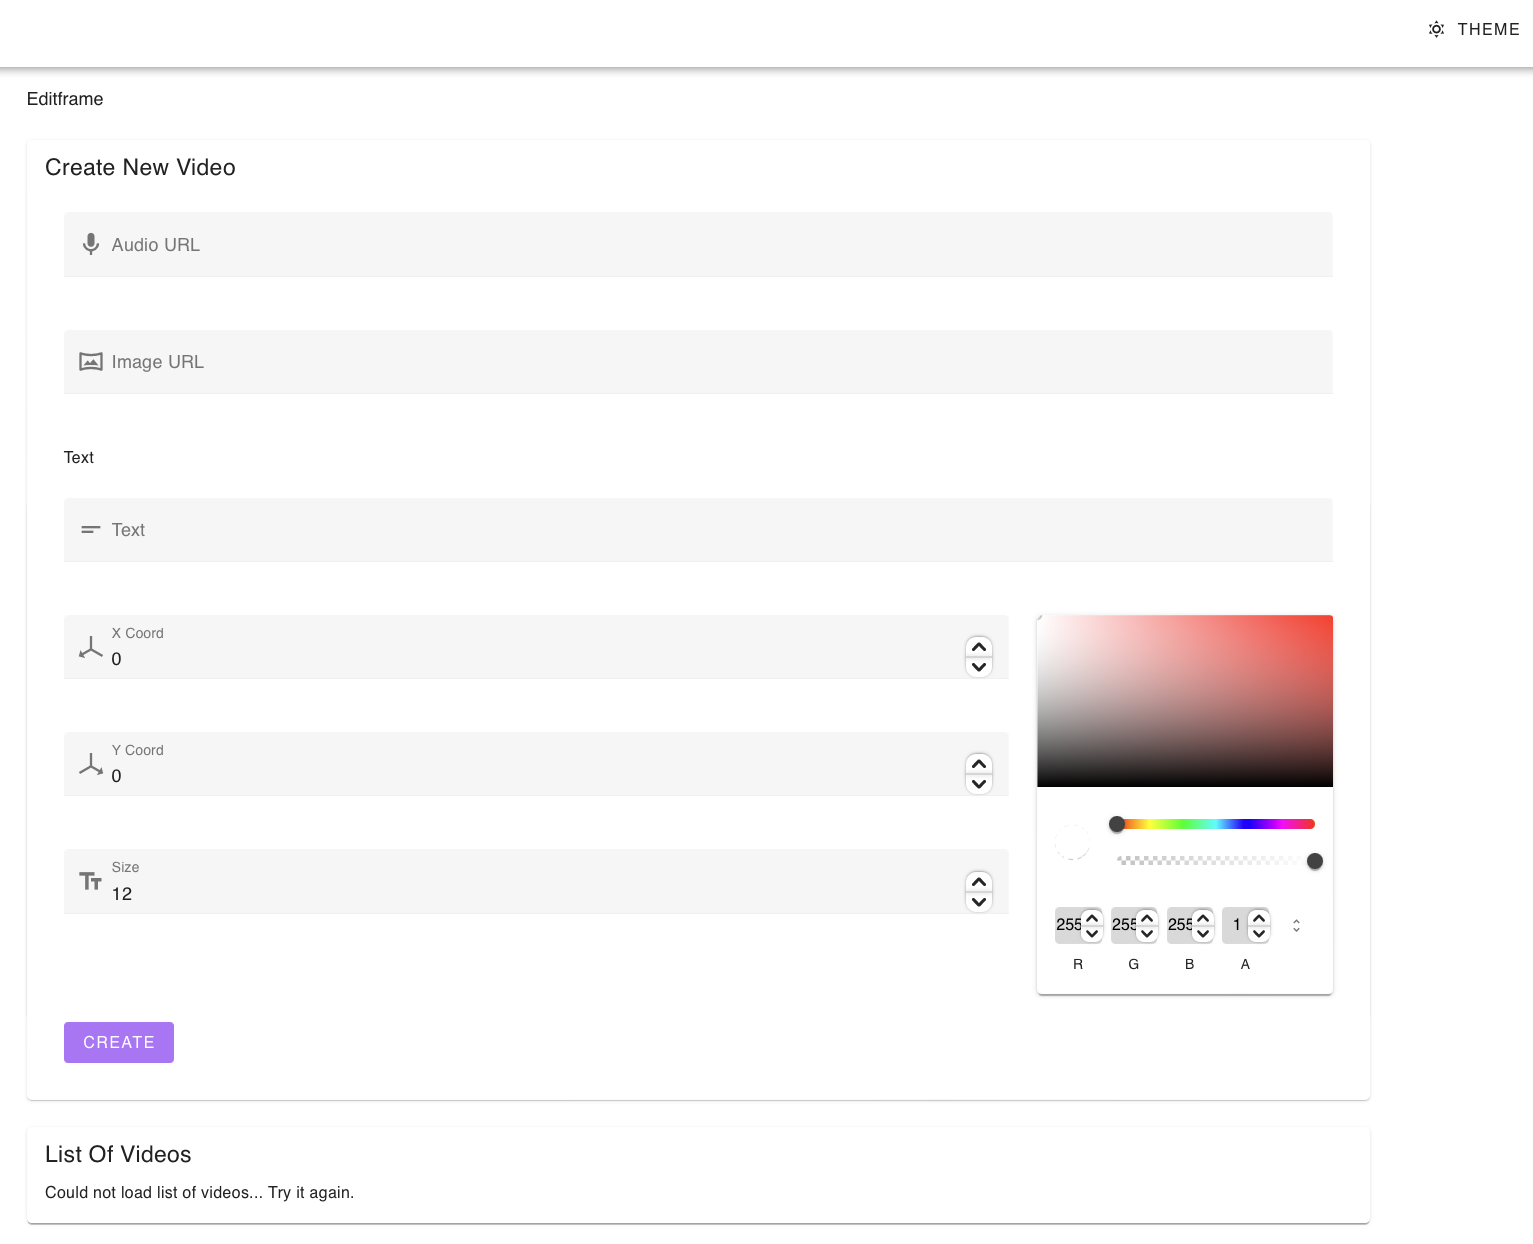 THEME
Editframe
Create New Video
Audio URL
Image URL
Text
Text
X Coord
0
Y Coord
0
Size
12
255 255 255 1
R G B A
CREATE
List Of Videos
Could not load list of videos... Try it again.